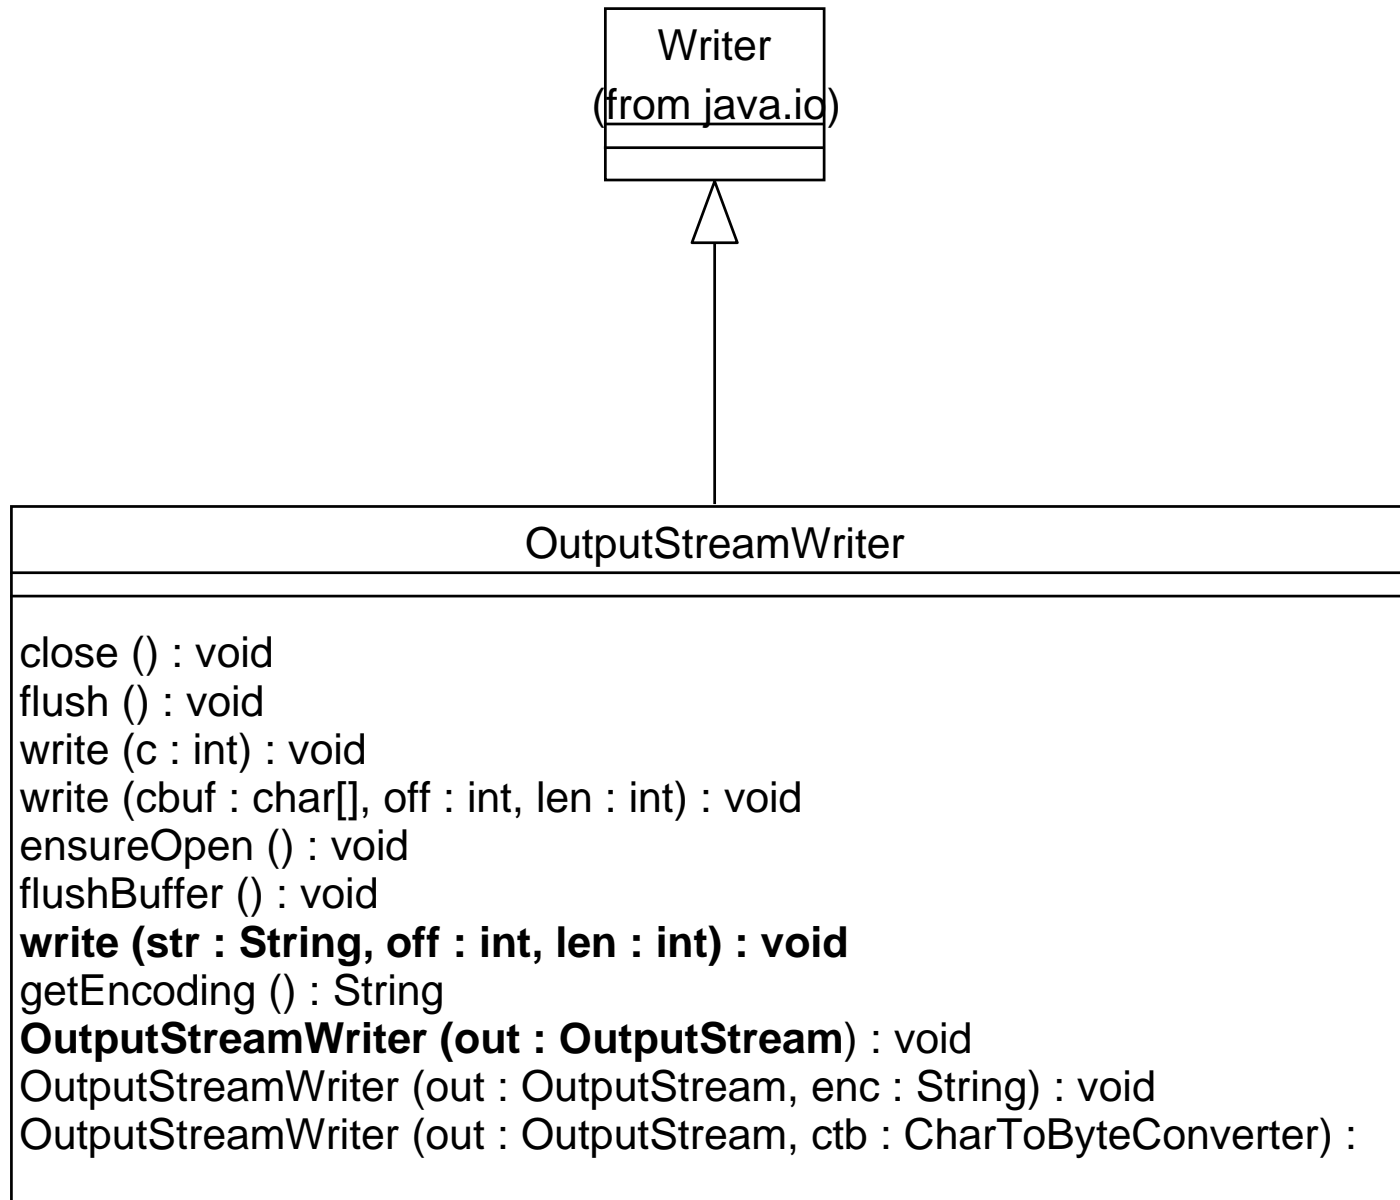 Writer
(from java.io)
OutputStreamWriter
close () : void
flush () : void
write (c : int) : void
write (cbuf : char[], off : int, len : int) : void
ensureOpen () : void
flushBuffer () : void
write (str : String, off : int, len : int) : void
getEncoding () : String
OutputStreamWriter (out : OutputStream) : void
OutputStreamWriter (out : OutputStream, enc : String) : void
OutputStreamWriter (out : OutputStream, ctb : CharToByteConverter) :